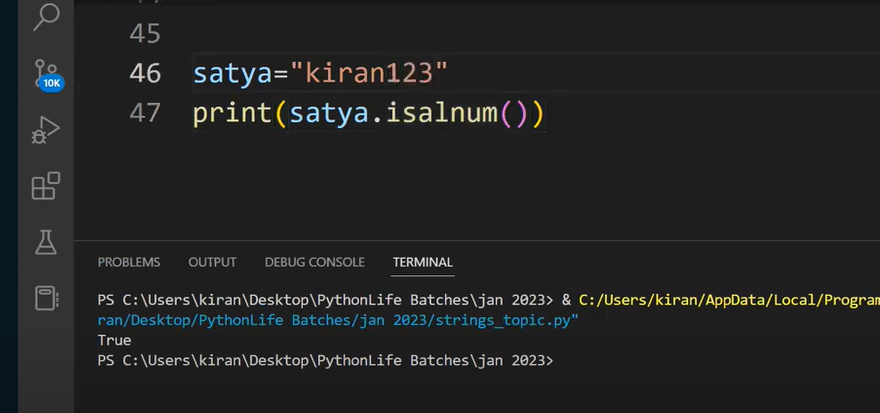 45
46 satya="kiran123"
47 print(satya.isalnum())
10K
PROBLEMS OUTPUT DEBUG CONSOLE TERMINAL
PS C:\Users\kiran\Desktop\PythonLife Batches\jan 2023> & C:/Users/kiran/AppData/Local/Program
ran/Desktop/PythonLife Batches/jan 2023/strings_topic.py"
True
PS C:\Users\kiran\Desktop\PythonLife Batches\jan 2023>